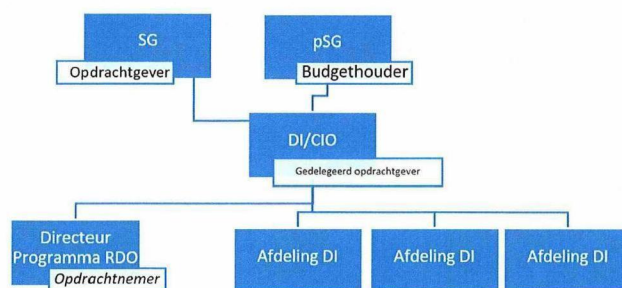 SG
Opdrachtgever
pSG
Budgethouder
DI/CIO
Gedelegeerd opdrachtgever
Directeur
Programma RDO
Opdrachtnemer
Afdeling DI
Afdeling DI
Afdeling DI